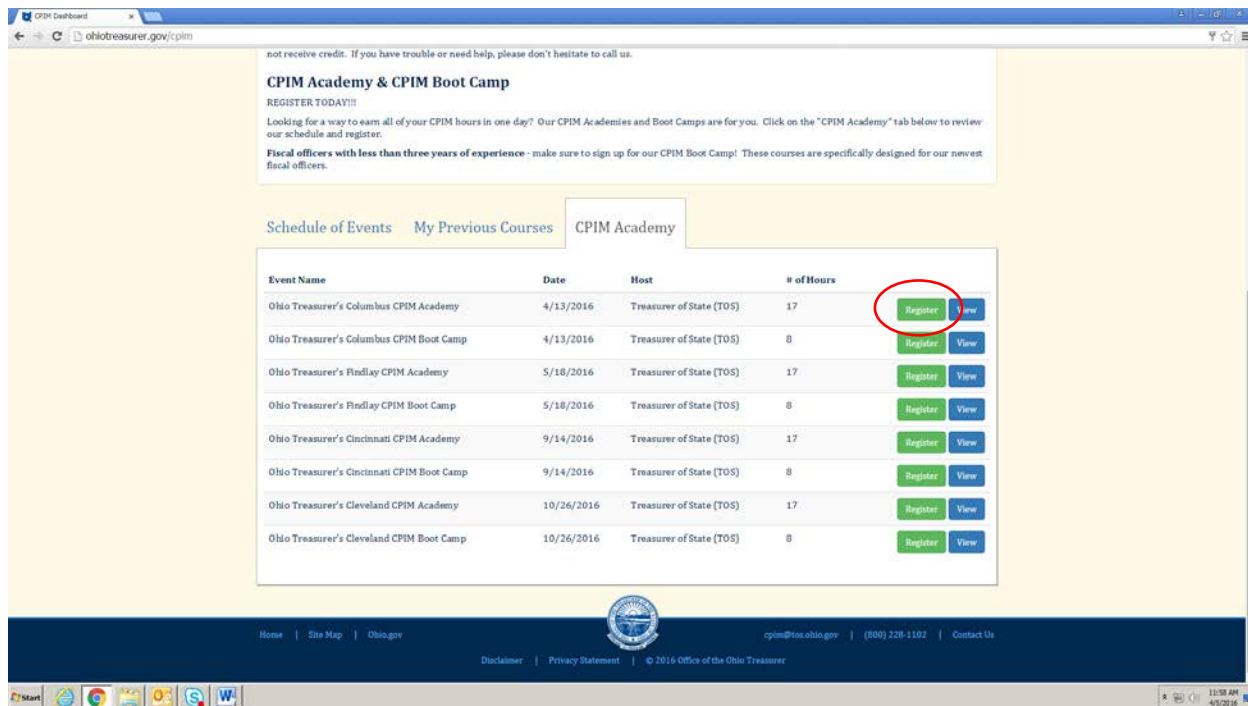 CPIM Dashboard
ohiotreasurer.gov/cpim
not receive credit. If you have trouble or need help, please don't hesitate to call us.
CPIM Academy & CPIM Boot Camp
REGISTER TODAY!!!
Looking for a way to earn all of your CPIM hours in one day? Our CPIM Academies and Boot Camps are for you. Click on the "CPIM Academy" tab below to review
our schedule and register.
Fiscal officers with less than three years of experience - make sure to sign up for our CPIM Boot Camp! These courses are specifically designed for our newest
fiscal officers.
Schedule of Events My Previous Courses CPIM Academy
Event Name Date Host # of Hours
Ohio Treasurer's Columbus CPIM Academy 4/13/2016 Treasurer of State (TOS) 17 Register View
Ohio Treasurer's Columbus CPIM Boot Camp 4/13/2016 Treasurer of State (TOS) 8 Register View
Ohio Treasurer's Findlay CPIM Academy 5/18/2016 Treasurer of State (TOS) 17 Register View
Ohio Treasurer's Findlay CPIM Boot Camp 5/18/2016 Treasurer of State (TOS) 8 Register View
Ohio Treasurer's Cincinnati CPIM Academy 9/14/2016 Treasurer of State (TOS) 17 Register View
Ohio Treasurer's Cincinnati CPIM Boot Camp 9/14/2016 Treasurer of State (TOS) 8 Register View
Ohio Treasurer's Cleveland CPIM Academy 10/26/2016 Treasurer of State (TOS) 17 Register View
Ohio Treasurer's Cleveland CPIM Boot Camp 10/26/2016 Treasurer of State (TOS) 8 Register View
Home | Site Map | Ohio.gov cpim@tos.ohio.gov | (800) 228-1102 | Contact Us
Disclaimer | Privacy Statement | © 2016 Office of the Ohio Treasurer
Start 11:58 AM
4/5/2016